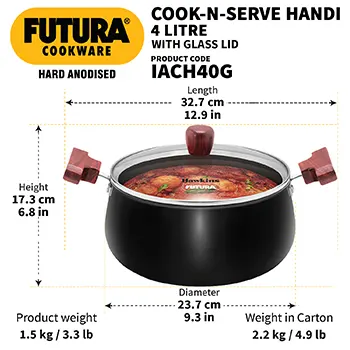 FUTURA
COOKWARE
HARD ANODISED
COOK-N-SERVE HANDI
4 LITRE
WITH GLASS LID
PRODUCT CODE
IACH40G
Length
32.7 cm
12.9 in
Height
17.3 cm
6.8 in
Hawkins
FUTURA
Diameter
23.7 cm
9.3 in
Product weight
1.5 kg / 3.3 lb
Weight in Carton
2.2 kg / 4.9 lb